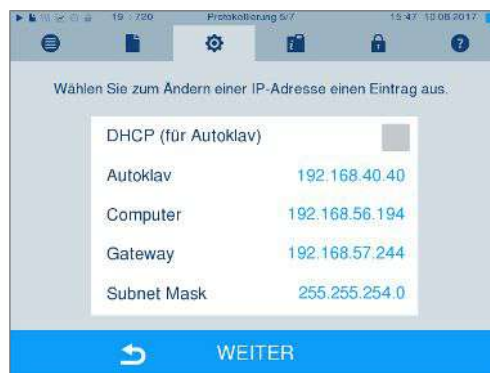 19 : 720 Protokollierung 5/7 15:47 10.08.2017
Wählen Sie zum Ändern einer IP-Adresse einen Eintrag aus.
DHCP (für Autoklav)
Autoklav 192.168.40.40
Computer 192.168.56.194
Gateway 192.168.57.244
Subnet Mask 255.255.254.0
WEITER